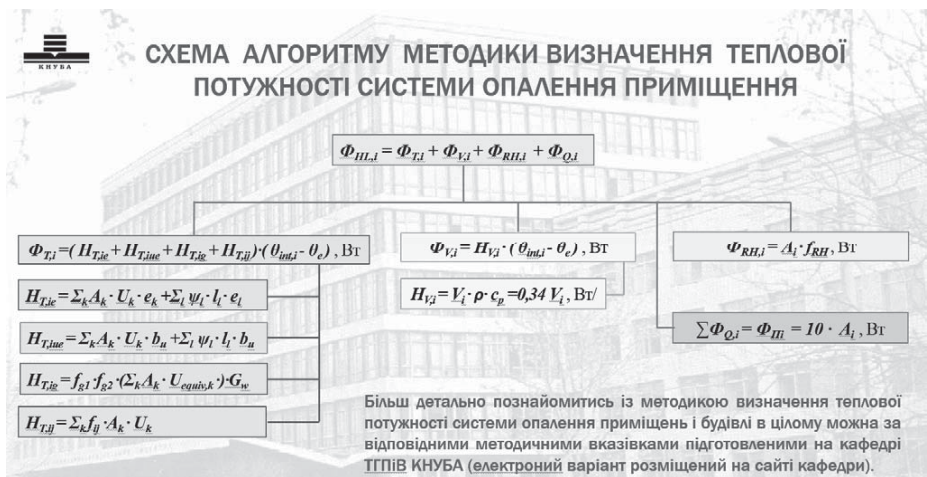 КНУБА
СХЕМА АЛГОРИТМУ МЕТОДИКИ ВИЗНАЧЕННЯ ТЕПЛОВОЇ
ПОТУЖНОСТІ СИСТЕМИ ОПАЛЕННЯ ПРИМІЩЕННЯ
Φ_HL,i = Φ_T,i + Φ_V,i + Φ_RH,i + Φ_Q,i
Φ_T,i =( H_T,ie + H_T,iue + H_T,ig + H_T,ij)·(θ_int,i - θ_e) , Вт
H_T,ie = Σ_k A_k · U_k · e_k +Σ_l ψ_l · l_l · e_l
H_T,iue = Σ_k A_k · U_k · b_u +Σ_l ψ_l · l_l · b_u
H_T,ig = f_g1 ·f_g2 ·(Σ_k A_k · U_equiv,k ·)·G_w
H_T,ij = Σ_k f_ij ·A_k · U_k
Φ_V,i = H_V,i · (θ_int,i - θ_e) , Вт
H_V,i = V_i · ρ · c_p =0,34 V_i , Вт/
Φ_RH,i = A_i · f_RH , Вт
∑Φ_Q,i = Φ_Пi = 10 · A_i , Вт
Більш детально познайомитись із методикою визначення теплової
потужності системи опалення приміщень і будівлі в цілому можна за
відповідними методичними вказівками підготовленими на кафедрі
ТГПіВ КНУБА (електроний варіант розміщений на сайті кафедри).